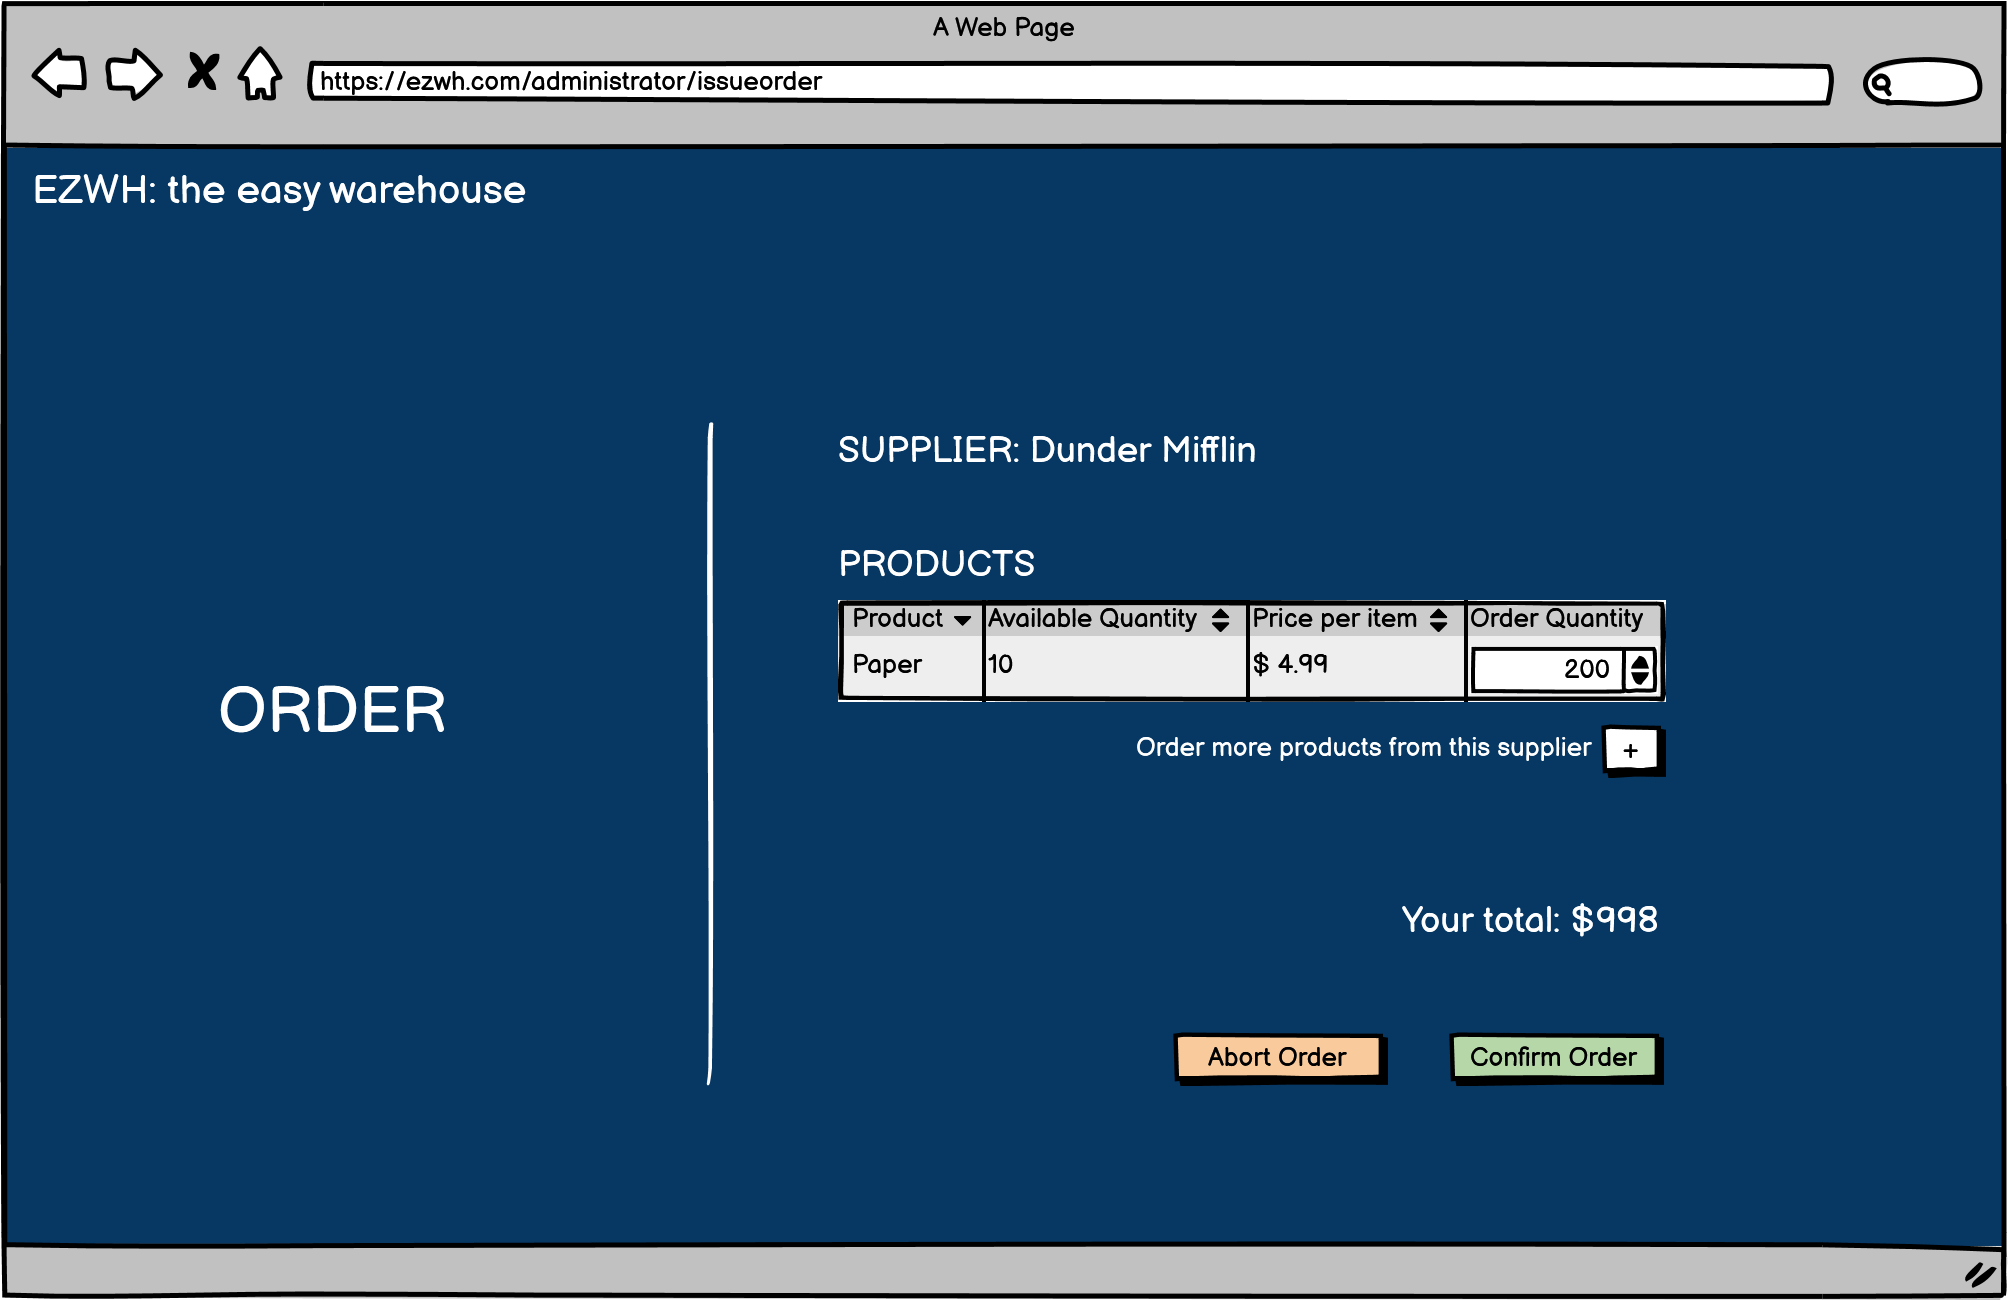 A Web Page
https://ezwh.com/administrator/issueorder
EZWH: the easy warehouse
ORDER
SUPPLIER: Dunder Mifflin
PRODUCTS
Product Available Quantity Price per item Order Quantity
Paper 10 $ 4.99 200
Order more products from this supplier +
Your total: $998
Abort Order Confirm Order